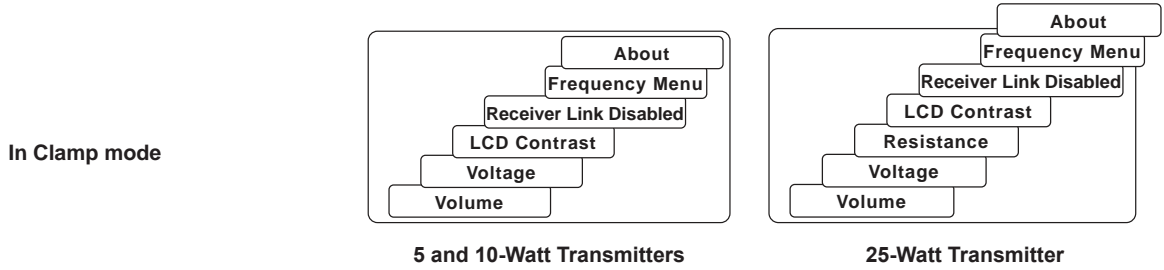 In Clamp mode
About
Frequency Menu
Receiver Link Disabled
LCD Contrast
Voltage
Volume
5 and 10-Watt Transmitters
About
Frequency Menu
Receiver Link Disabled
LCD Contrast
Resistance
Voltage
Volume
25-Watt Transmitter